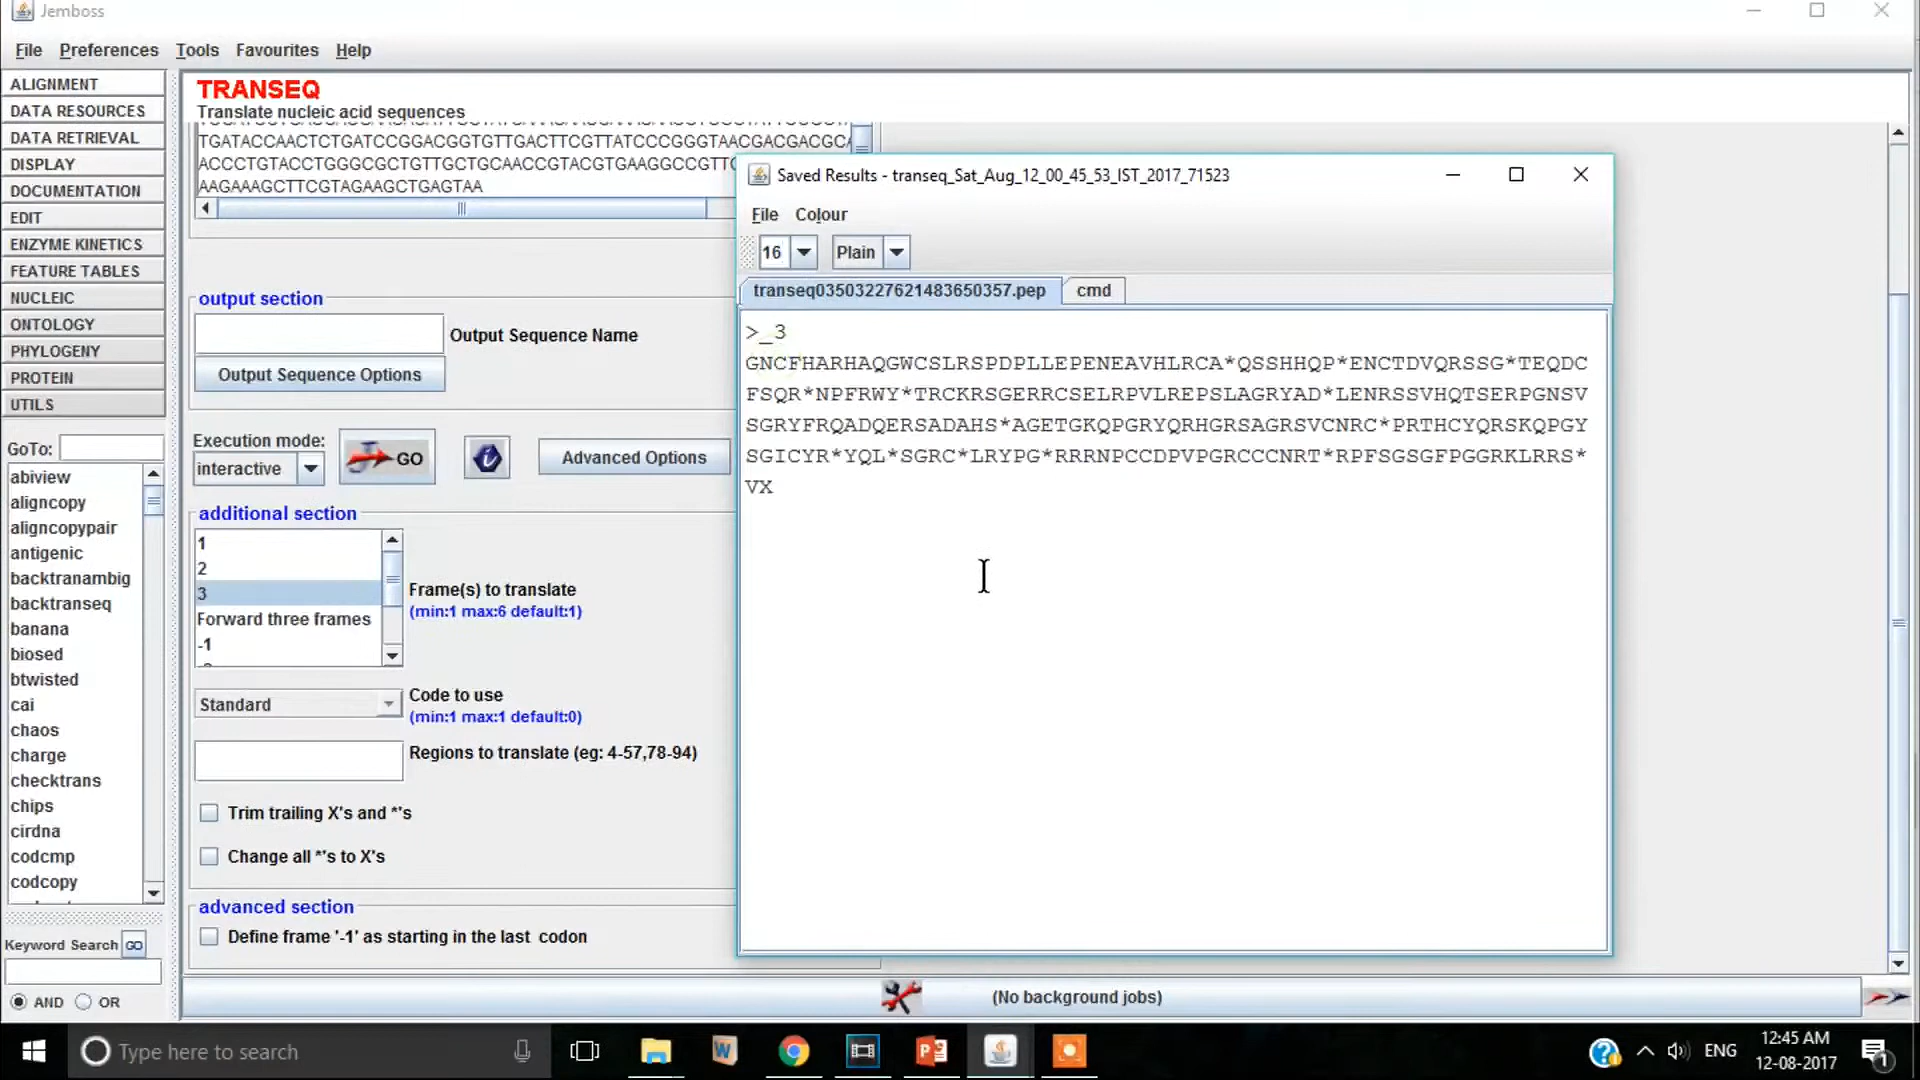 Jemboss
File Preferences Tools Favourites Help
ALIGNMENT
DATA RESOURCES
DATA RETRIEVAL
DISPLAY
DOCUMENTATION
EDIT
ENZYME KINETICS
FEATURE TABLES
NUCLEIC
ONTOLOGY
PHYLOGENY
PROTEIN
UTILS
GoTo:
abiview
aligncopy
aligncopypair
antigenic
backtranambig
backtranseq
banana
biosed
btwisted
cai
chaos
charge
checktrans
chips
cirdna
codcmp
codcopy
Keyword Search GO
AND OR
TRANSEQ
Translate nucleic acid sequences
TGATACCAACTCTGATCCGGACGGTGTTGACTTCGTTATCCCGGGTAACGACGACGCA
ACCCTGTACCTGGGCGCTGTTGCTGCAACCGTACGTGAAGGCCGTTC
AAGAAAGCTTCGTAGAAGCTGAGTAA
output section
Output Sequence Name
Output Sequence Options
Execution mode:
interactive
GO
Advanced Options
additional section
1
2
3
Forward three frames
-1
Frame(s) to translate
(min:1 max:6 default:1)
Standard
Code to use
(min:1 max:1 default:0)
Regions to translate (eg: 4-57,78-94)
Trim trailing X's and *'s
Change all *'s to X's
advanced section
Define frame '-1' as starting in the last codon
Saved Results - transeq_Sat_Aug_12_00_45_53_IST_2017_71523
File Colour
16 Plain
transeq03503227621483650357.pep cmd
>_3
GNCFHARHAQGWCSLRSPDPLLEPENEAVHLRCA*QSSHHQP*ENCTDVQRSSG*TEQDC
FSQR*NPFRWY*TRCKRSGERRCSELRPVLREPSLAGRYAD*LENRSSVHQTSERPGNSV
SGRYFRQADQERSADAHS*AGETGKQPGRYQRHGRSAGRSVCNRC*PRTHCYQRSKQPGY
SGICYR*YQL*SGRC*LRYPG*RRRNPCCDPVPGRCCCNRT*RPFSGSGFPGGRKLRRS*
VX
(No background jobs)
Type here to search
ENG
12:45 AM
12-08-2017
1